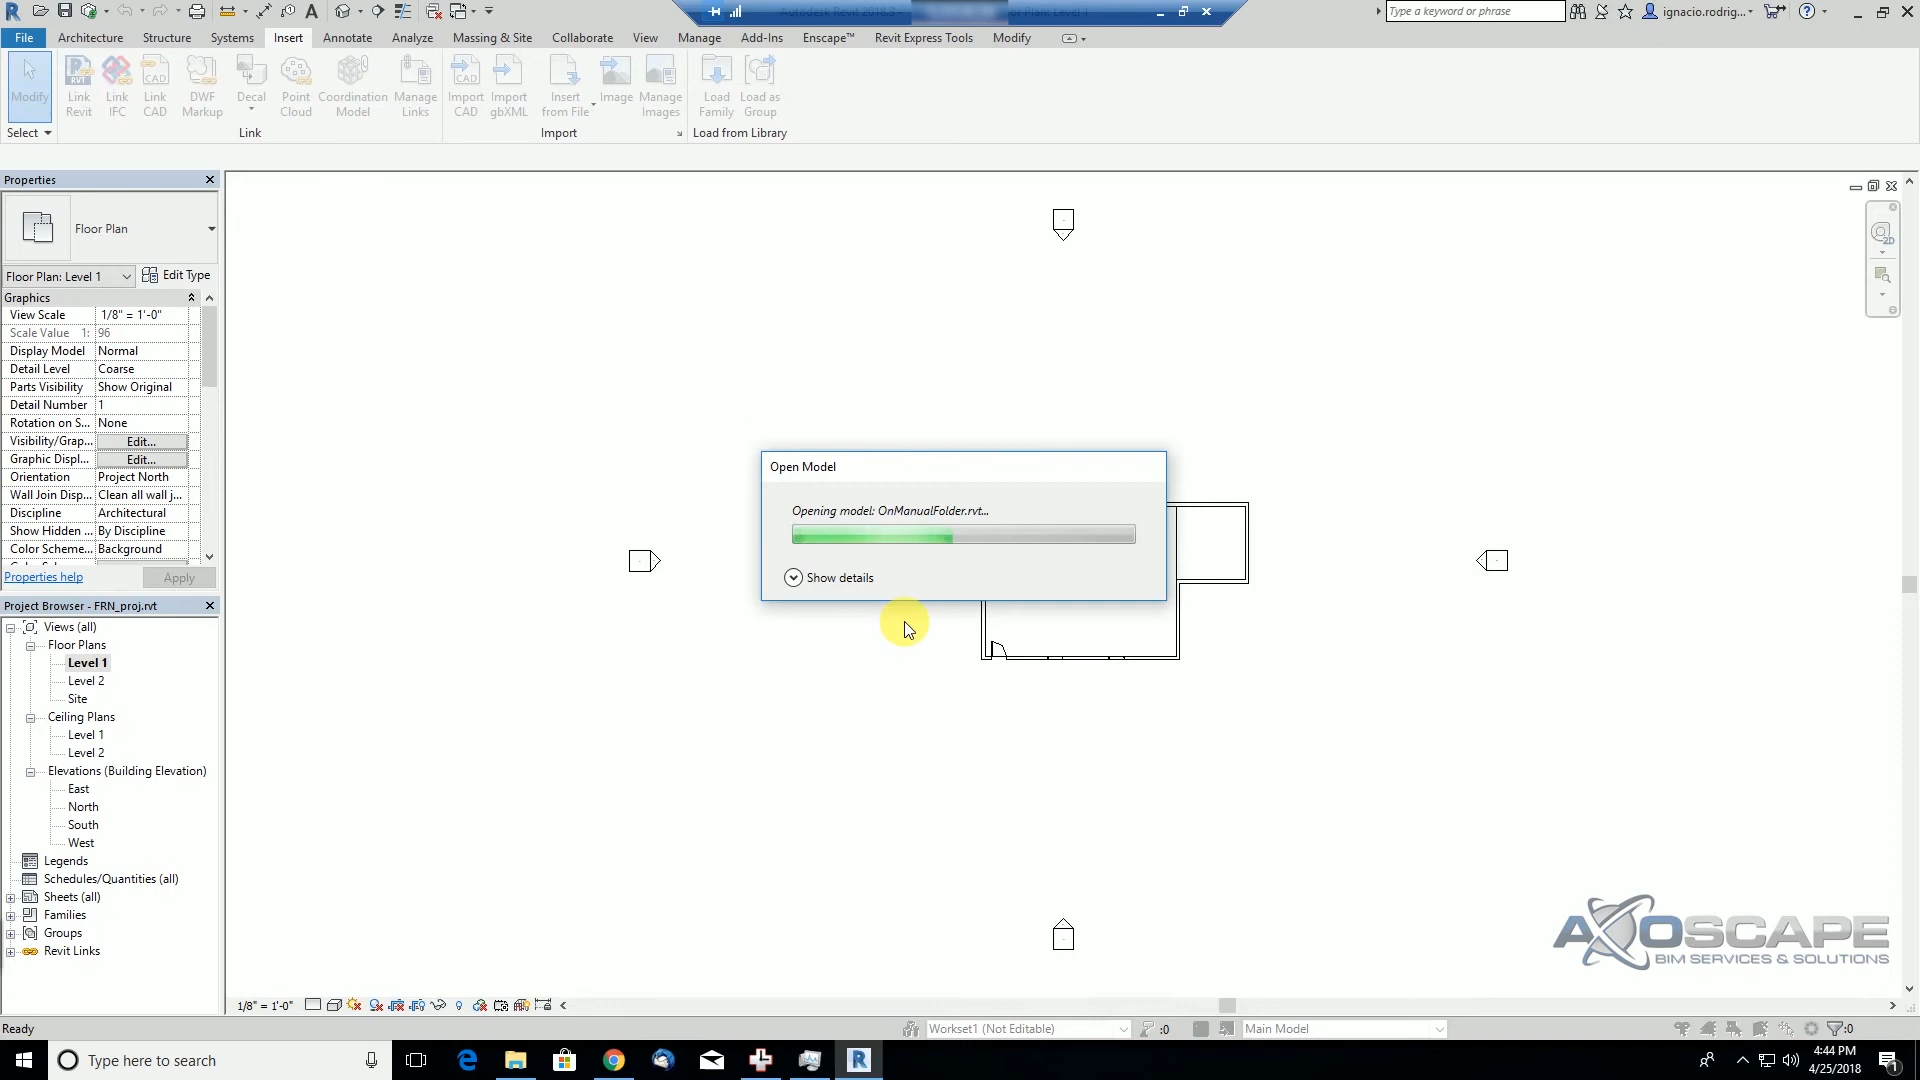 Autodesk Revit 2018.3 -
Floor Plan: Level 1
Type a keyword or phrase
ignacio.rodrig...
File
Architecture
Structure
Systems
Insert
Annotate
Analyze
Massing & Site
Collaborate
View
Manage
Add-Ins
Enscape™
Revit Express Tools
Modify
Modify
Link Revit
Link IFC
Link CAD
DWF Markup
Decal
Point Cloud
Coordination Model
Manage Links
Import CAD
Import gbXML
Insert from File
Image
Manage Images
Load Family
Load as Group
Select
Link
Import
Load from Library
Properties
Floor Plan
Floor Plan: Level 1
Edit Type
Graphics
View Scale 1/8" = 1'-0"
Scale Value 1: 96
Display Model Normal
Detail Level Coarse
Parts Visibility Show Original
Detail Number 1
Rotation on S... None
Visibility/Grap... Edit...
Graphic Displ... Edit...
Orientation Project North
Wall Join Disp... Clean all wall j...
Discipline Architectural
Show Hidden ... By Discipline
Color Scheme... Background
Properties help
Apply
Project Browser - FRN_proj.rvt
Views (all)
Floor Plans
Level 1
Level 2
Site
Ceiling Plans
Level 1
Level 2
Elevations (Building Elevation)
East
North
South
West
Legends
Schedules/Quantities (all)
Sheets (all)
Families
Groups
Revit Links
2D
Open Model
Opening model: OnManualFolder.rvt...
Show details
AXOSCAPE
BIM SERVICES & SOLUTIONS
1/8" = 1'-0"
Ready
Workset1 (Not Editable)
:0
Main Model
:0
Type here to search
4:44 PM
4/25/2018
1